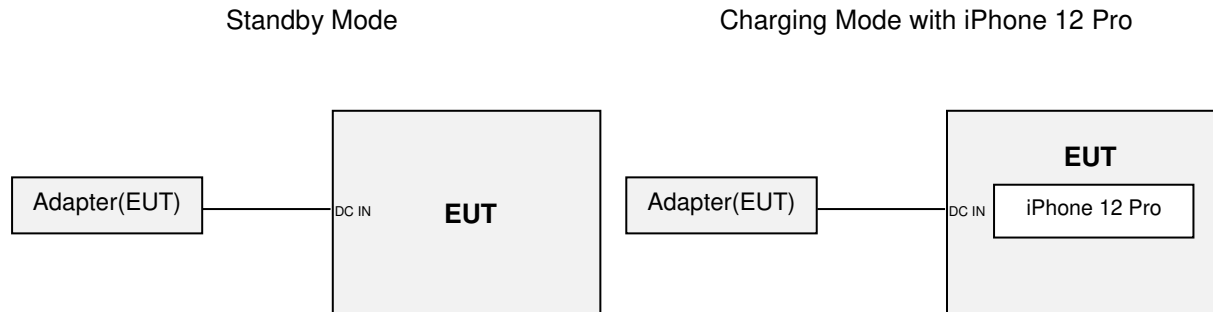 Standby Mode
Charging Mode with iPhone 12 Pro
Adapter(EUT)
DC IN
EUT
Adapter(EUT)
DC IN
EUT
iPhone 12 Pro